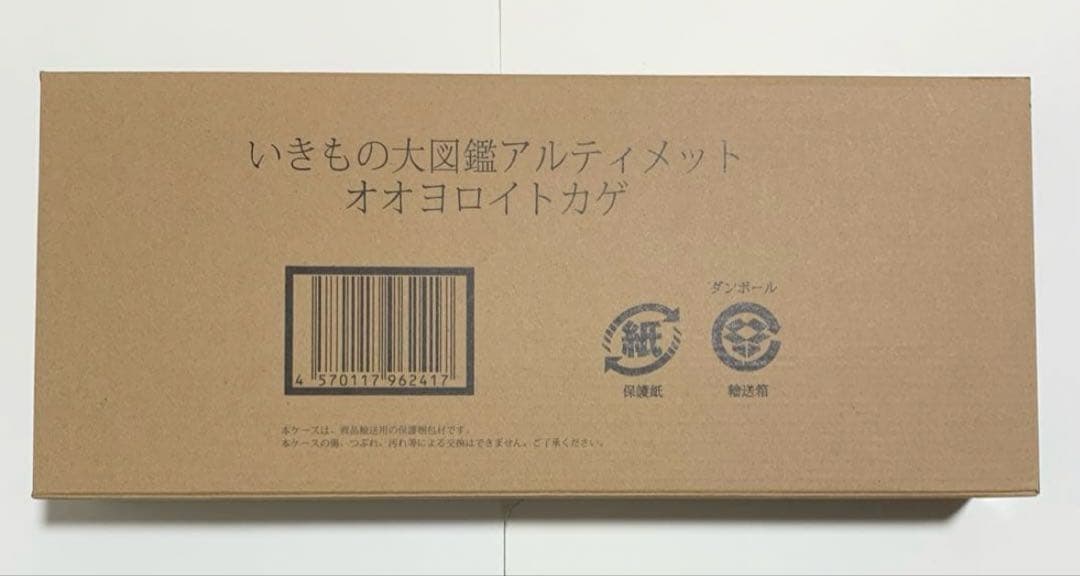 いきもの大図鑑アルティメット
オオヨロイトカゲ
4 570117 962417
ダンボール
紙
保護紙
輸送箱
本ケースは、商品輸送用の保護梱包材です。
本ケースの傷、つぶれ、汚れ等による交換はできません。ご了承ください。